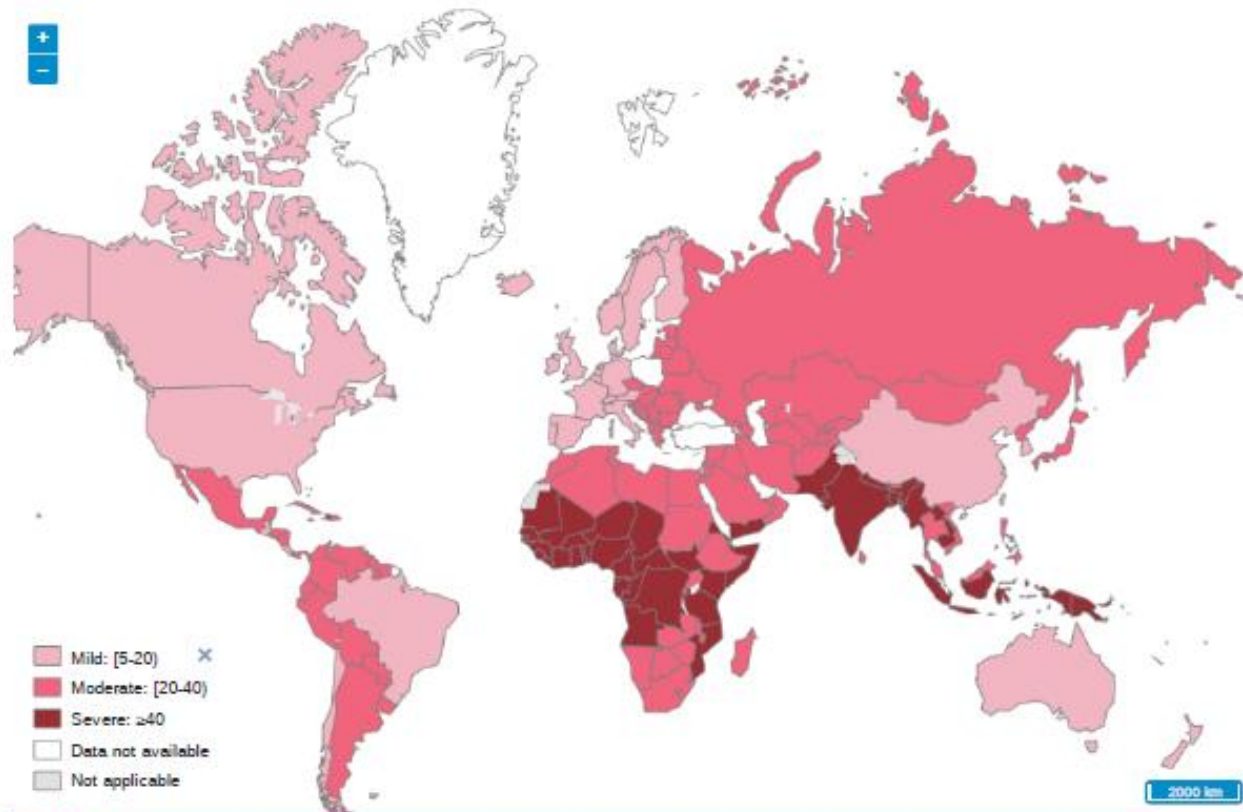 +
–
Mild: [5-20)
Moderate: [20-40)
Severe: ≥40
Data not available
Not applicable
2000 km